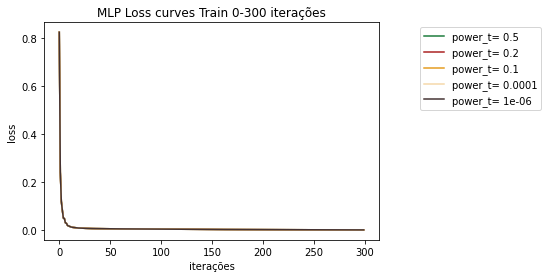 MLP Loss curves Train 0-300 iterações
power_t= 0.5
power_t= 0.2
power_t= 0.1
power_t= 0.0001
power_t= 1e-06
loss
0.8
0.6
0.4
0.2
0.0
0 50 100 150 200 250 300
iterações